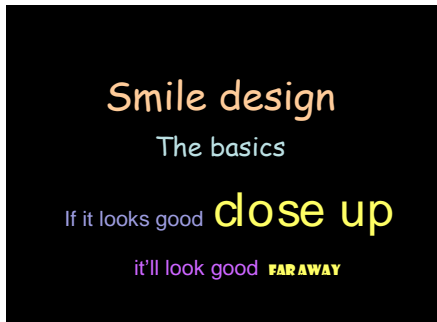 Smile design
The basics
If it looks good close up
it'll look good FAR AWAY